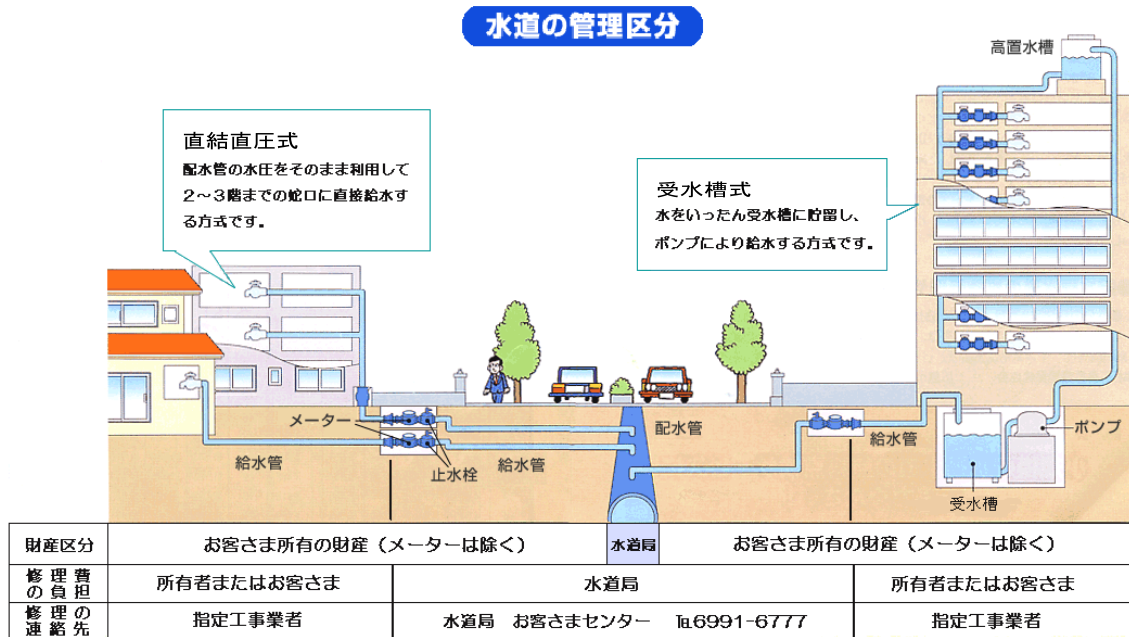 水道の管理区分
高置水槽
直結直圧式
配水管の水圧をそのまま利用して
2～3階までの蛇口に直接給水す
る方式です。
受水槽式
水をいったん受水槽に貯留し、
ポンプにより給水する方式です。
メーター
配水管
給水管
ポンプ
給水管
止水栓
給水管
受水槽
財産区分 お客さま所有の財産（メーターは除く） 水道局 お客さま所有の財産（メーターは除く）
修理費
の負担 所有者またはお客さま 水道局 所有者またはお客さま
修理の
連絡先 指定工事業者 水道局 お客さまセンター ℡6991-6777 指定工事業者